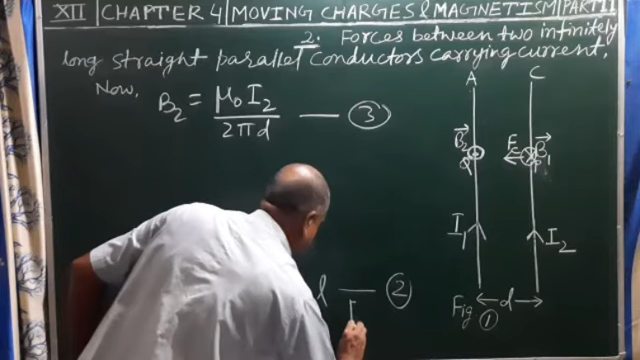 XII CHAPTER 4 MOVING CHARGES & MAGNETISM PART 11
2. Forces between two infinitely
long straight parallel conductors carrying current.
Now, B₂ = μ₀ I₂ / 2πd — ③
l — ②
A C
B₂ Q F B₁ P
I₁ I₂
Fig ① d